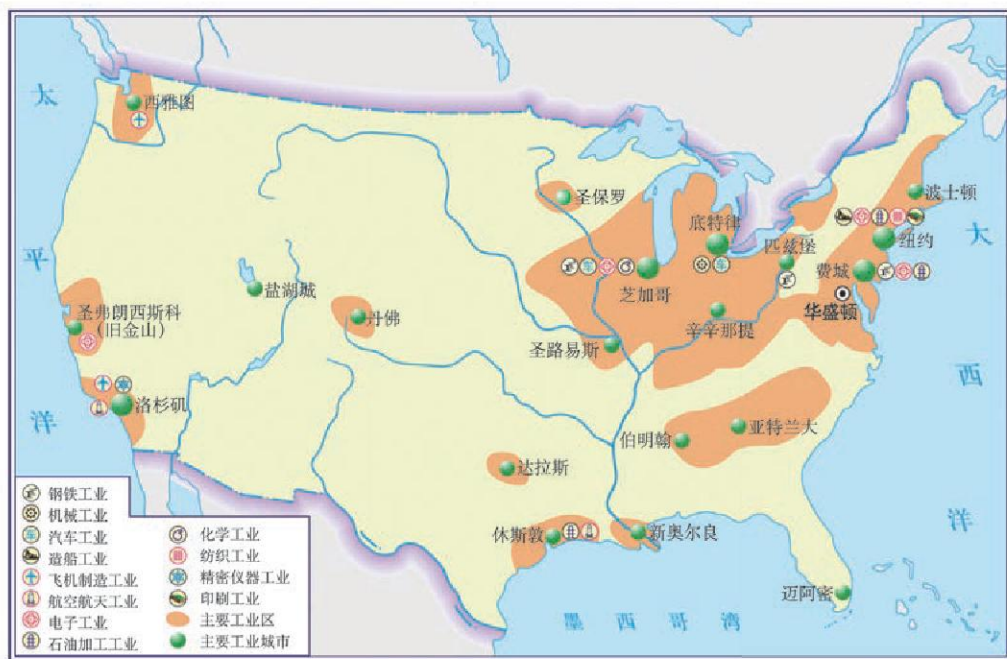 太平洋
大西洋
墨西哥湾
西雅图
圣保罗
波士顿
底特律
纽约
匹兹堡
费城
芝加哥
华盛顿
盐湖城
圣弗朗西斯科
(旧金山)
丹佛
辛辛那提
圣路易斯
洛杉矶
伯明翰
亚特兰大
达拉斯
休斯敦
新奥尔良
迈阿密
钢铁工业
机械工业
汽车工业
造船工业
飞机制造工业
航空航天工业
电子工业
石油加工工业
化学工业
纺织工业
精密仪器工业
印刷工业
主要工业区
主要工业城市